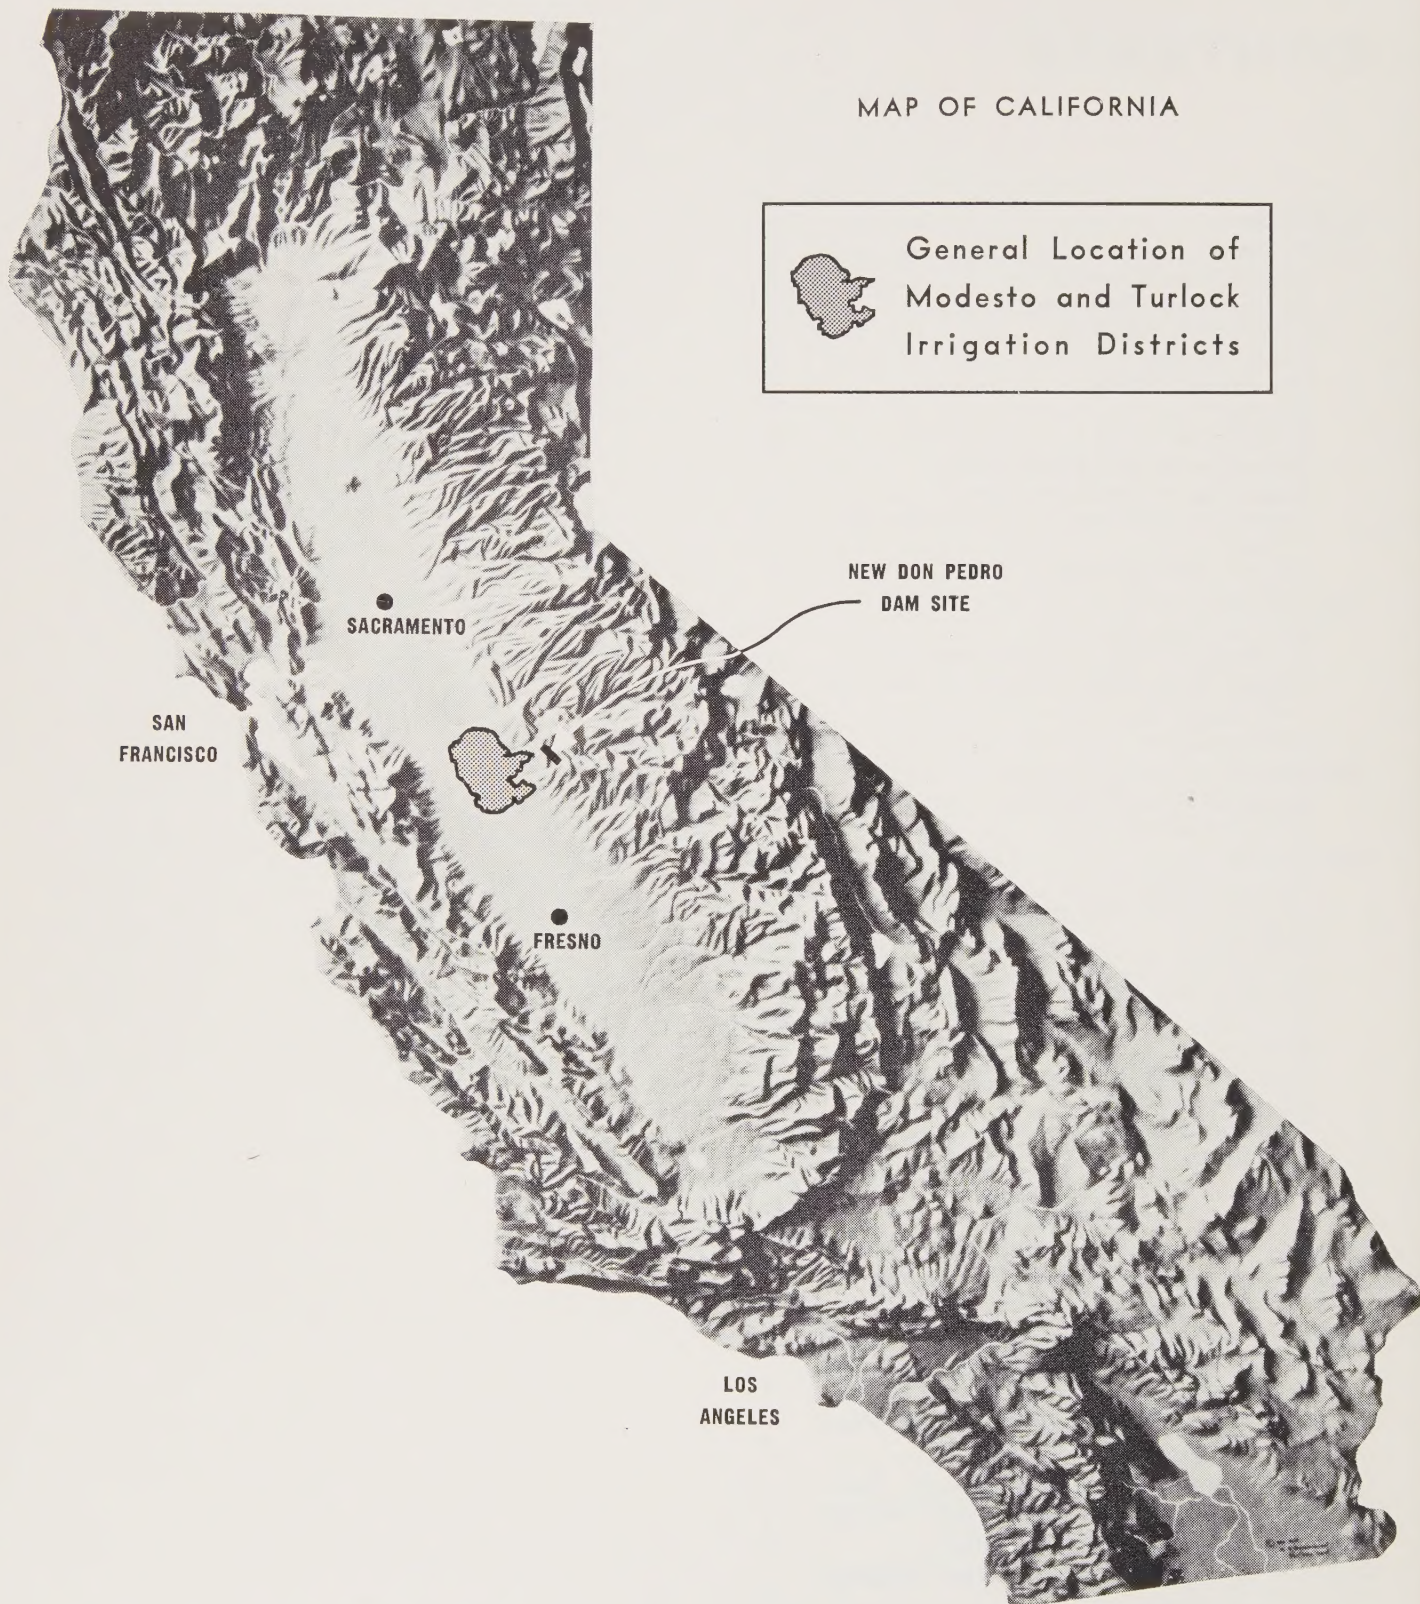 MAP OF CALIFORNIA
General Location of
Modesto and Turlock
Irrigation Districts
NEW DON PEDRO
DAM SITE
SACRAMENTO
SAN
FRANCISCO
FRESNO
LOS
ANGELES